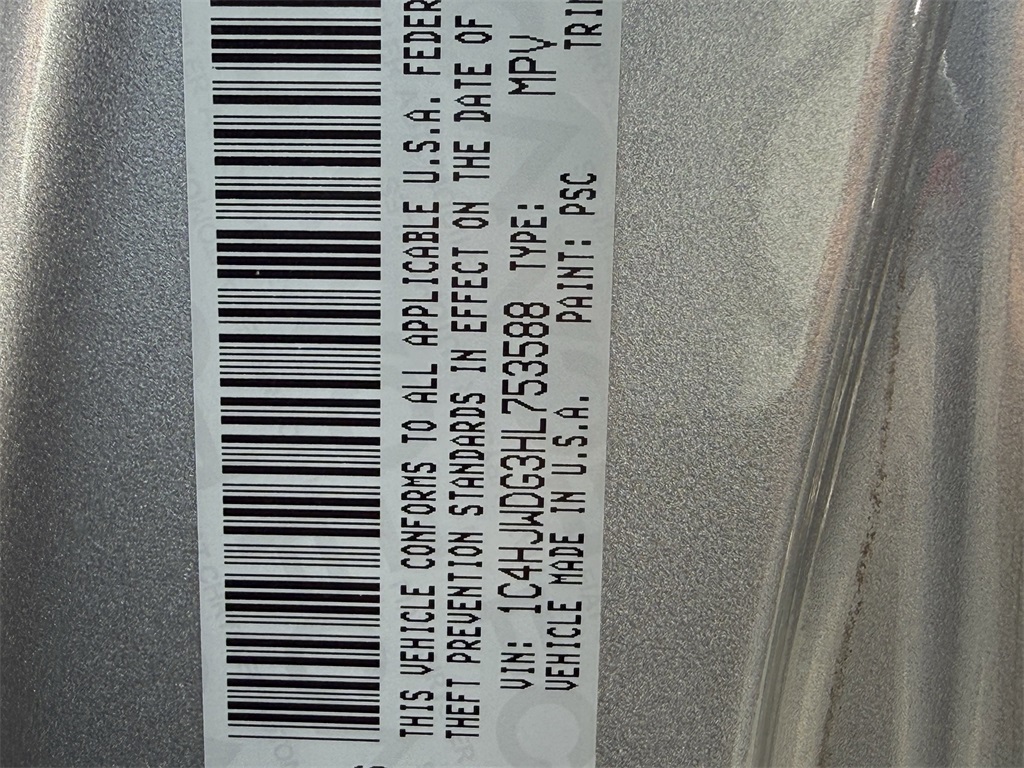 THIS VEHICLE CONFORMS TO ALL APPLICABLE U.S.A. FEDER
THEFT PREVENTION STANDARDS IN EFFECT ON THE DATE OF
VIN: 1C4HJWDG3HL753588 TYPE: MPV
VEHICLE MADE IN U.S.A. PAINT: PSC TRIM